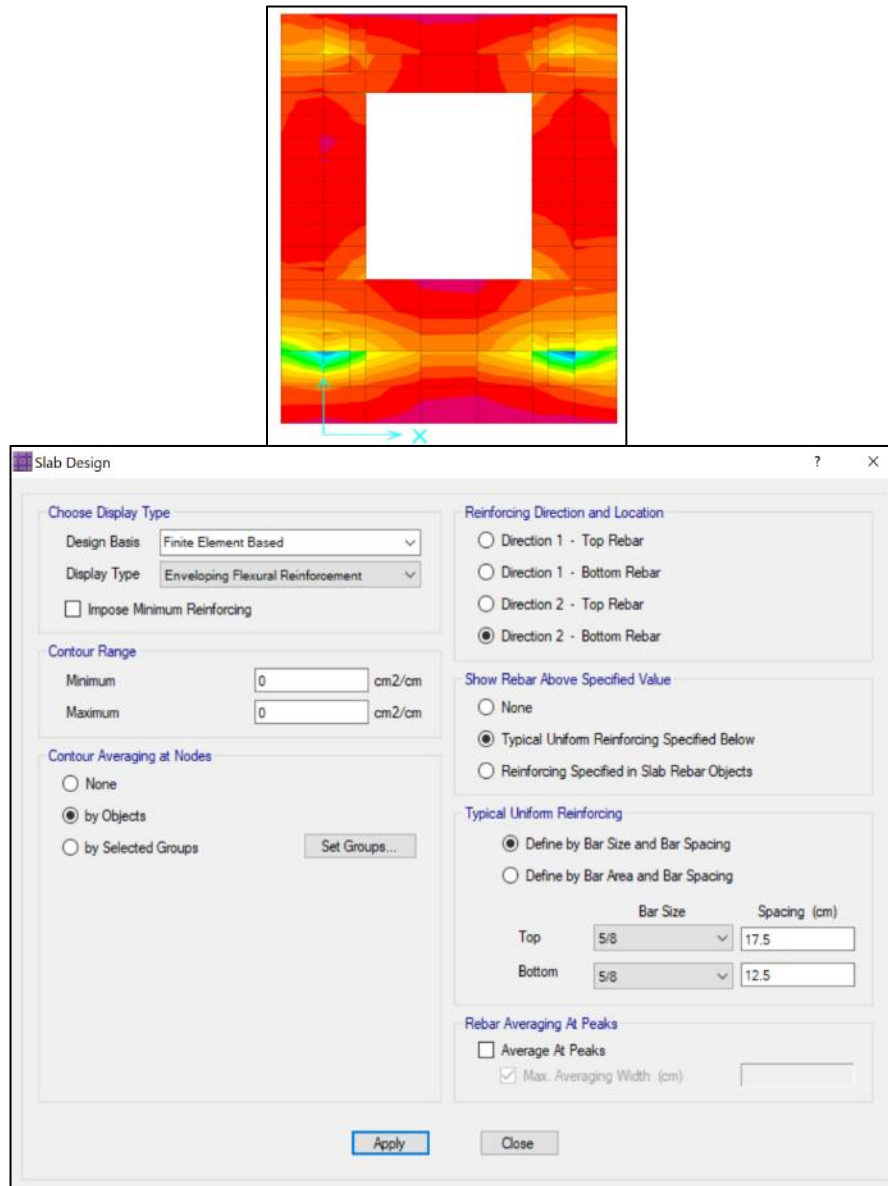 X
Slab Design
?
×
Choose Display Type
Design Basis
Finite Element Based
Display Type
Enveloping Flexural Reinforcement
Impose Minimum Reinforcing
Contour Range
Minimum
0
cm2/cm
Maximum
0
cm2/cm
Contour Averaging at Nodes
None
by Objects
by Selected Groups
Set Groups...
Reinforcing Direction and Location
Direction 1 - Top Rebar
Direction 1 - Bottom Rebar
Direction 2 - Top Rebar
Direction 2 - Bottom Rebar
Show Rebar Above Specified Value
None
Typical Uniform Reinforcing Specified Below
Reinforcing Specified in Slab Rebar Objects
Typical Uniform Reinforcing
Define by Bar Size and Bar Spacing
Define by Bar Area and Bar Spacing
Bar Size
Spacing (cm)
Top
5/8
17.5
Bottom
5/8
12.5
Rebar Averaging At Peaks
Average At Peaks
Max. Averaging Width (cm)
Apply
Close